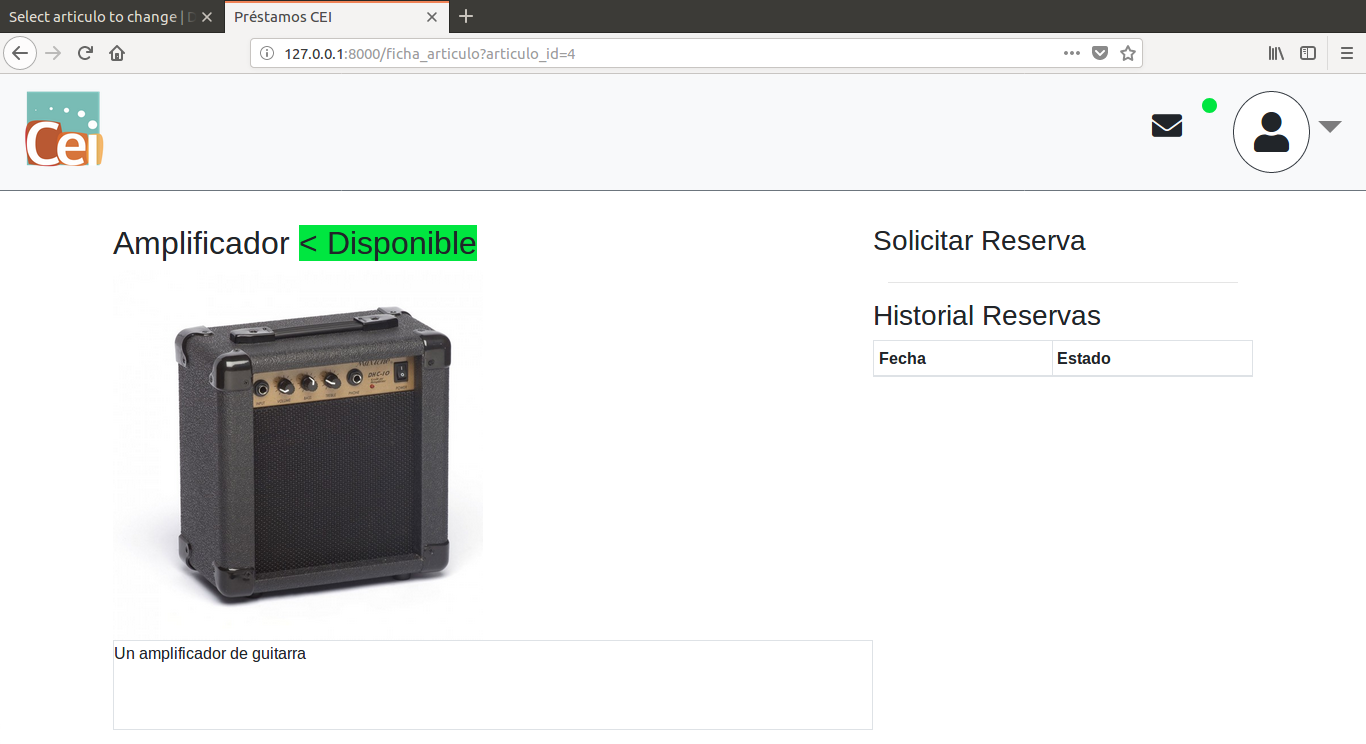 Select articulo to change | D
Préstamos CEI
127.0.0.1:8000/ficha_articulo?articulo_id=4
Cei
Amplificador < Disponible
Solicitar Reserva
Historial Reservas
Fecha Estado
Un amplificador de guitarra